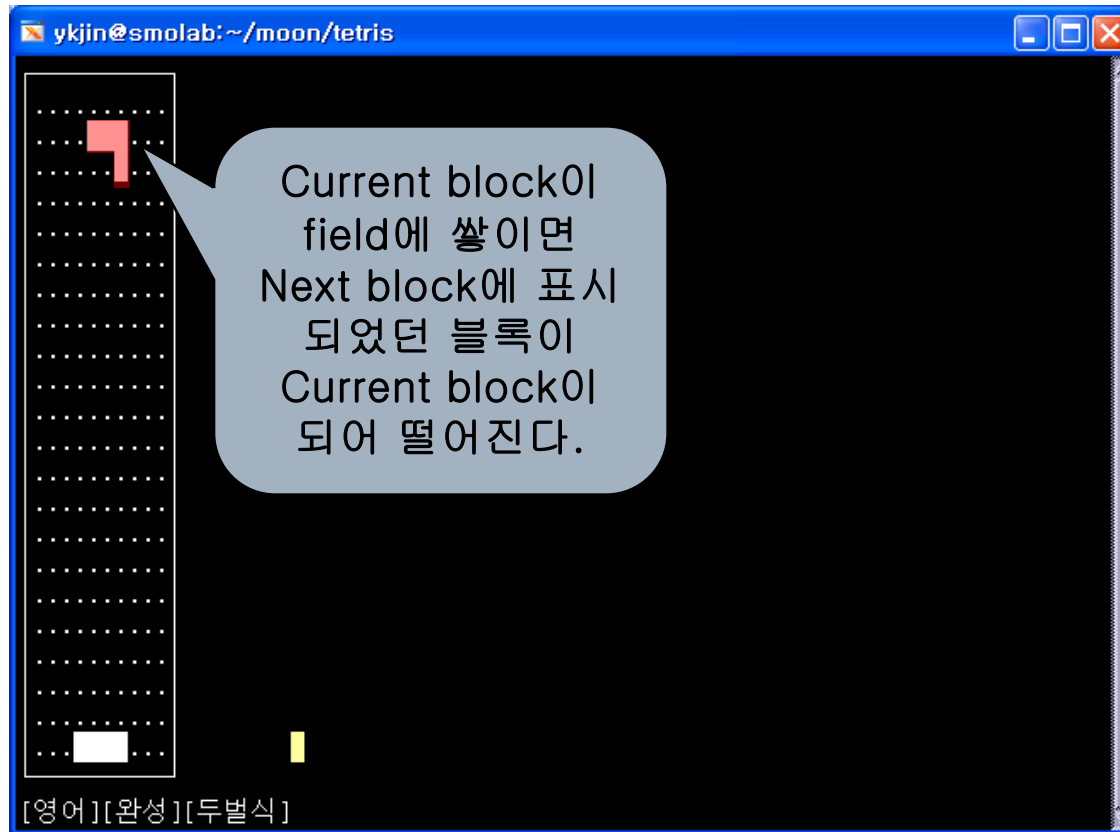 ykjin@smolab:~/moon/tetris
Current block이
field에 쌓이면
Next block에 표시
되었던 블록이
Current block이
되어 떨어진다.
[영어][완성][두벌식]